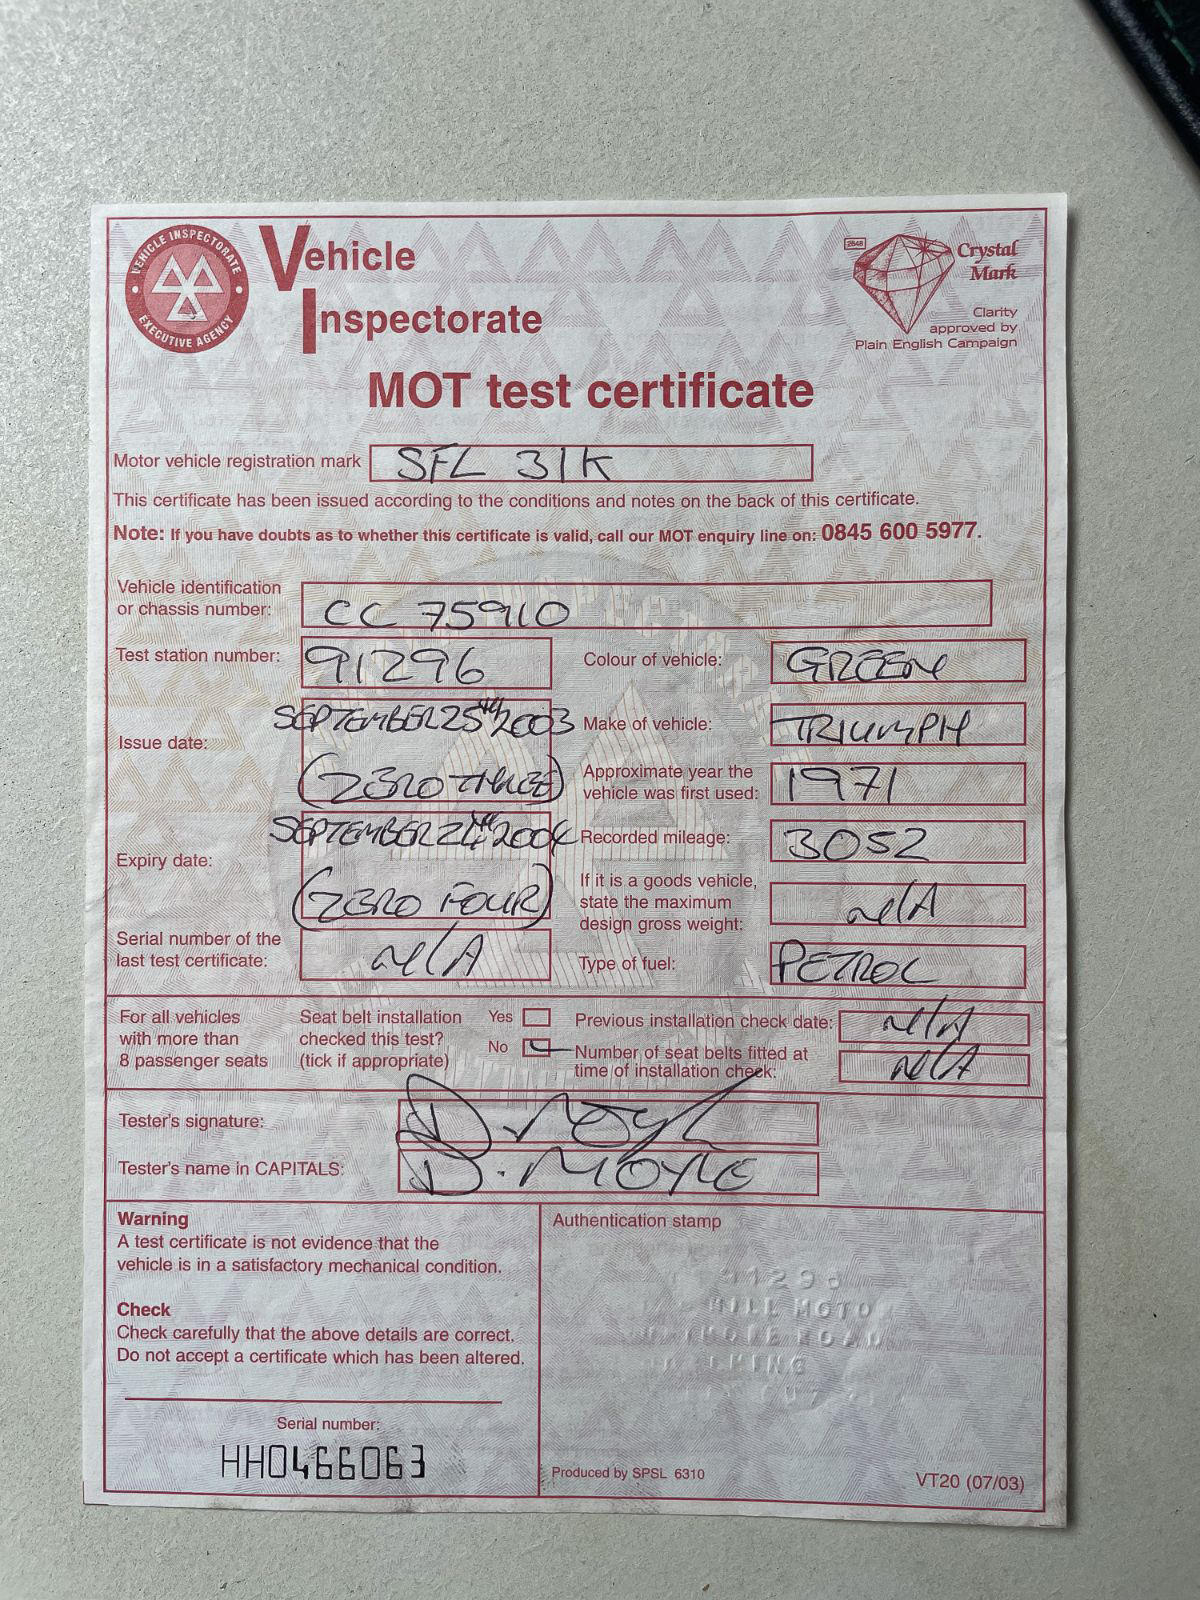 VEHICLE INSPECTORATE
EXECUTIVE AGENCY
Vehicle
Inspectorate
2848
Crystal
Mark
Clarity
approved by
Plain English Campaign
MOT test certificate
Motor vehicle registration mark SFL 31K
This certificate has been issued according to the conditions and notes on the back of this certificate.
Note: If you have doubts as to whether this certificate is valid, call our MOT enquiry line on: 0845 600 5977.
Vehicle identification
or chassis number: CC 75910
Test station number: 91296
Colour of vehicle: GREEN
Issue date: SEPTEMBER 25TH 2003
(ZERO THREE)
Make of vehicle: TRIUMPH
Approximate year the
vehicle was first used: 1971
Expiry date: SEPTEMBER 24TH 2004
(ZERO FOUR)
Recorded mileage: 3052
If it is a goods vehicle,
state the maximum
design gross weight: N/A
Serial number of the
last test certificate: N/A
Type of fuel: PETROL
For all vehicles
with more than
8 passenger seats
Seat belt installation
checked this test?
(tick if appropriate)
Yes
No
Previous installation check date: N/A
Number of seat belts fitted at
time of installation check: N/A
Tester's signature: D. Moyle
Tester's name in CAPITALS: D. MOYLE
Warning
A test certificate is not evidence that the
vehicle is in a satisfactory mechanical condition.
Check
Check carefully that the above details are correct.
Do not accept a certificate which has been altered.
Serial number:
HH0466063
Authentication stamp
91296
HILL MOTO
ROAD
Produced by SPSL 6310
VT20 (07/03)